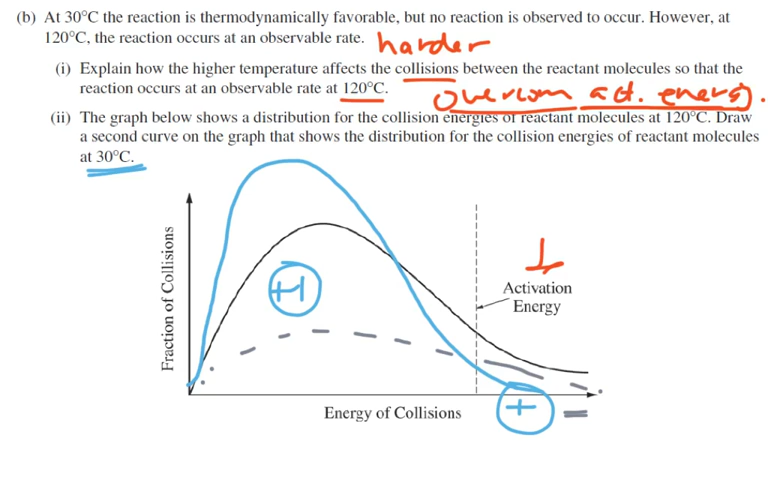 (b) At 30°C the reaction is thermodynamically favorable, but no reaction is observed to occur. However, at
120°C, the reaction occurs at an observable rate. harder
(i) Explain how the higher temperature affects the collisions between the reactant molecules so that the
reaction occurs at an observable rate at 120°C. overcom act. energy.
(ii) The graph below shows a distribution for the collision energies of reactant molecules at 120°C. Draw
a second curve on the graph that shows the distribution for the collision energies of reactant molecules
at 30°C.
Fraction of Collisions
Activation
Energy
Energy of Collisions
+
=